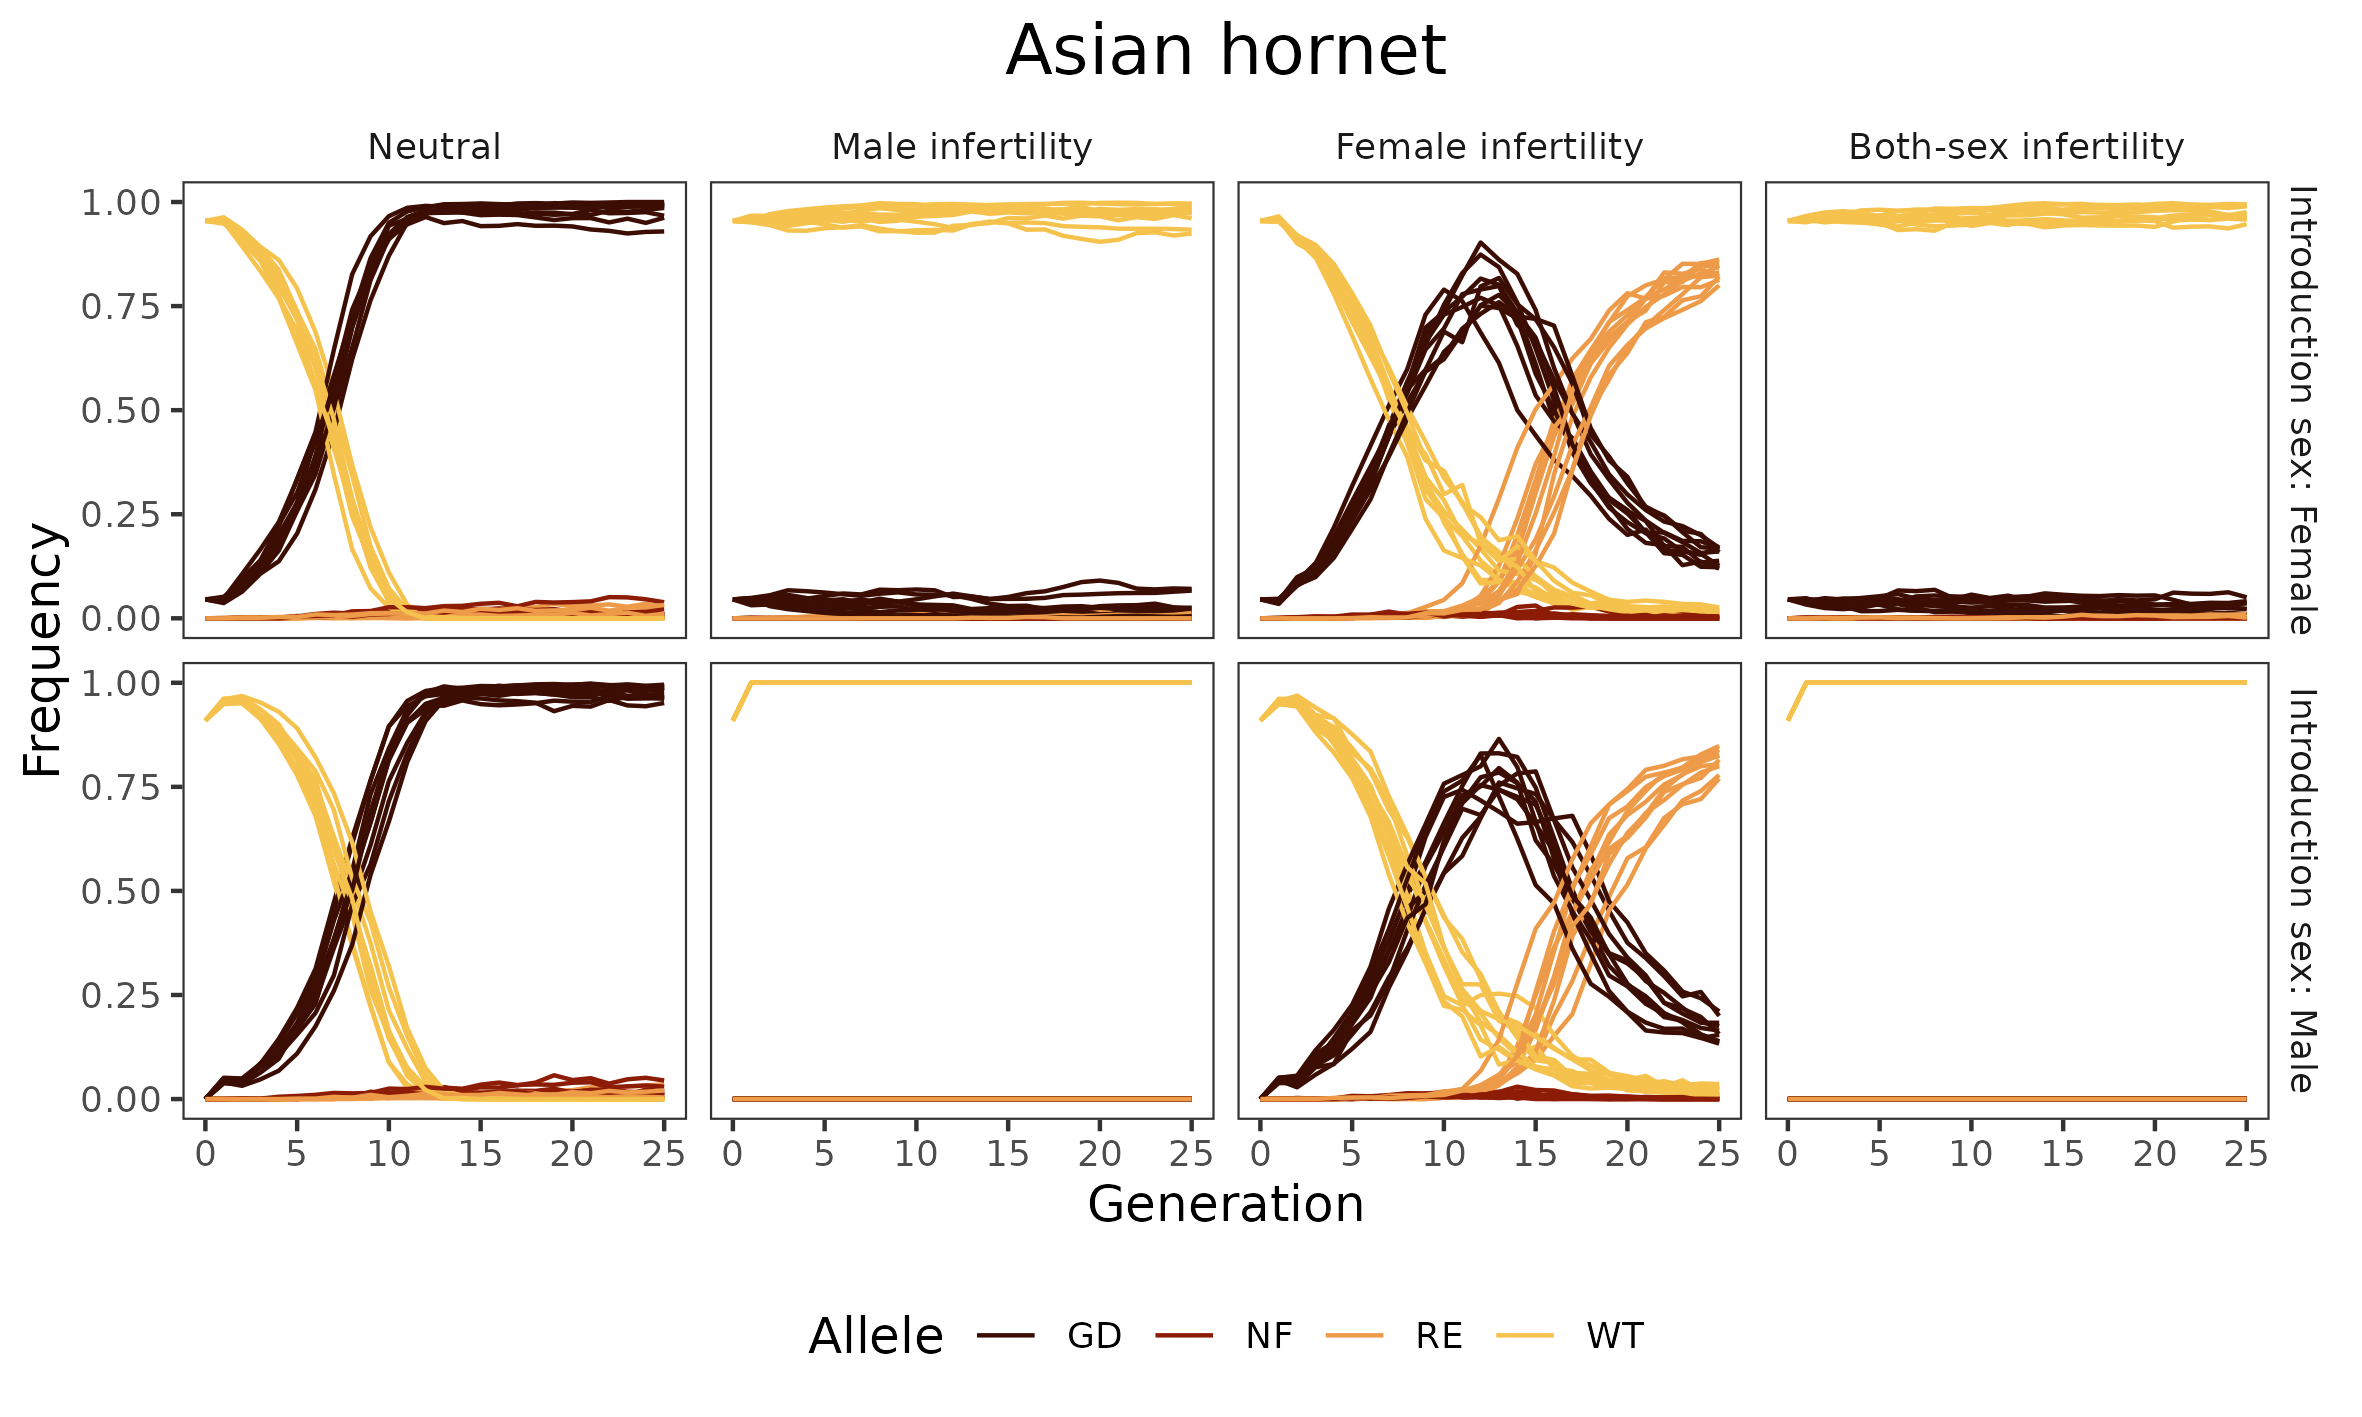 Asian hornet
Neutral
Male infertility
Female infertility
Both-sex infertility
Frequency
1.00
0.75
0.50
0.25
0.00
Introduction sex: Female
1.00
0.75
0.50
0.25
0.00
Introduction sex: Male
0 5 10 15 20 25
0 5 10 15 20 25
0 5 10 15 20 25
0 5 10 15 20 25
Generation
Allele GD NF RE WT